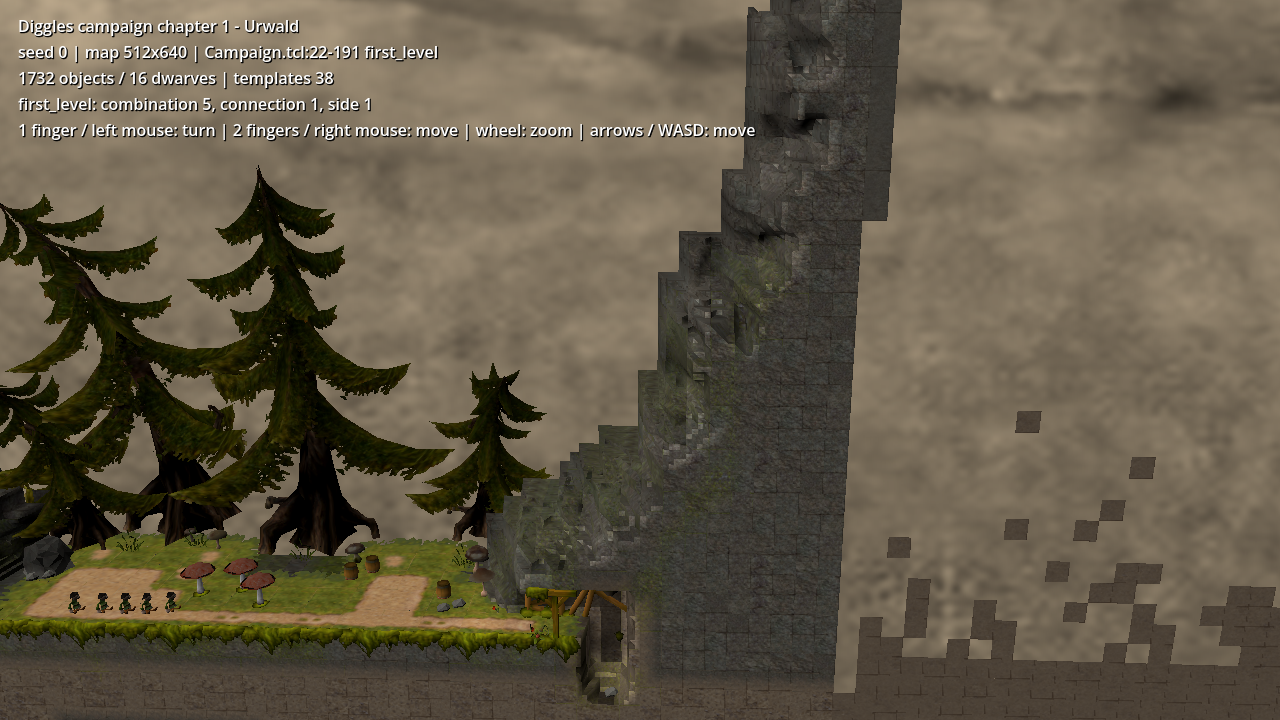 Diggles campaign chapter 1 - Urwald
seed 0 | map 512x640 | Campaign.tcl:22-191 first_level
1732 objects / 16 dwarves | templates 38
first_level: combination 5, connection 1, side 1
1 finger / left mouse: turn | 2 fingers / right mouse: move | wheel: zoom | arrows / WASD: move